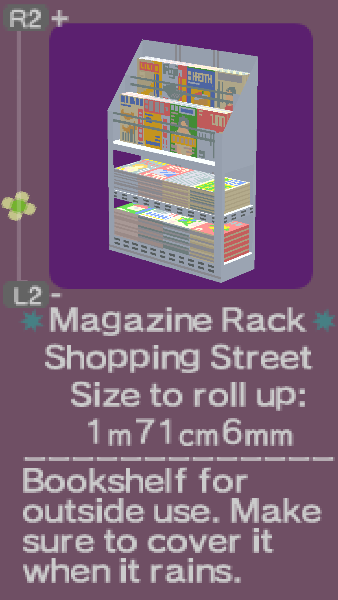 R2 +
L2 -
Magazine Rack
Shopping Street
Size to roll up:
1m71cm6mm
Bookshelf for
outside use. Make
sure to cover it
when it rains.